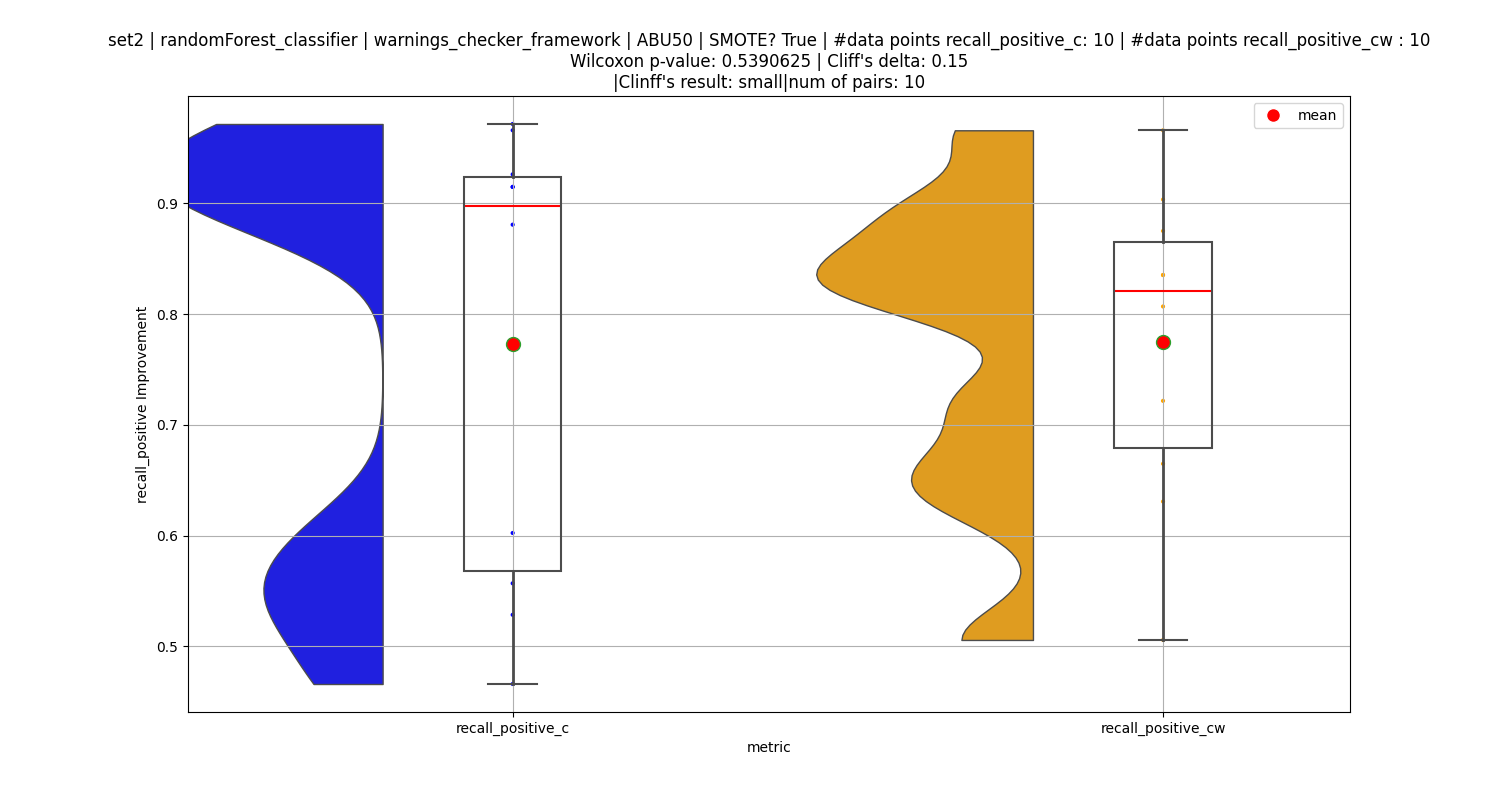 set2 | randomForest_classifier | warnings_checker_framework | ABU50 | SMOTE? True | #data points recall_positive_c: 10 | #data points recall_positive_cw : 10
Wilcoxon p-value: 0.5390625 | Cliff's delta: 0.15
|Clinff's result: small|num of pairs: 10
mean
0.9
0.8
0.7
0.6
0.5
recall_positive Improvement
recall_positive_c
recall_positive_cw
metric